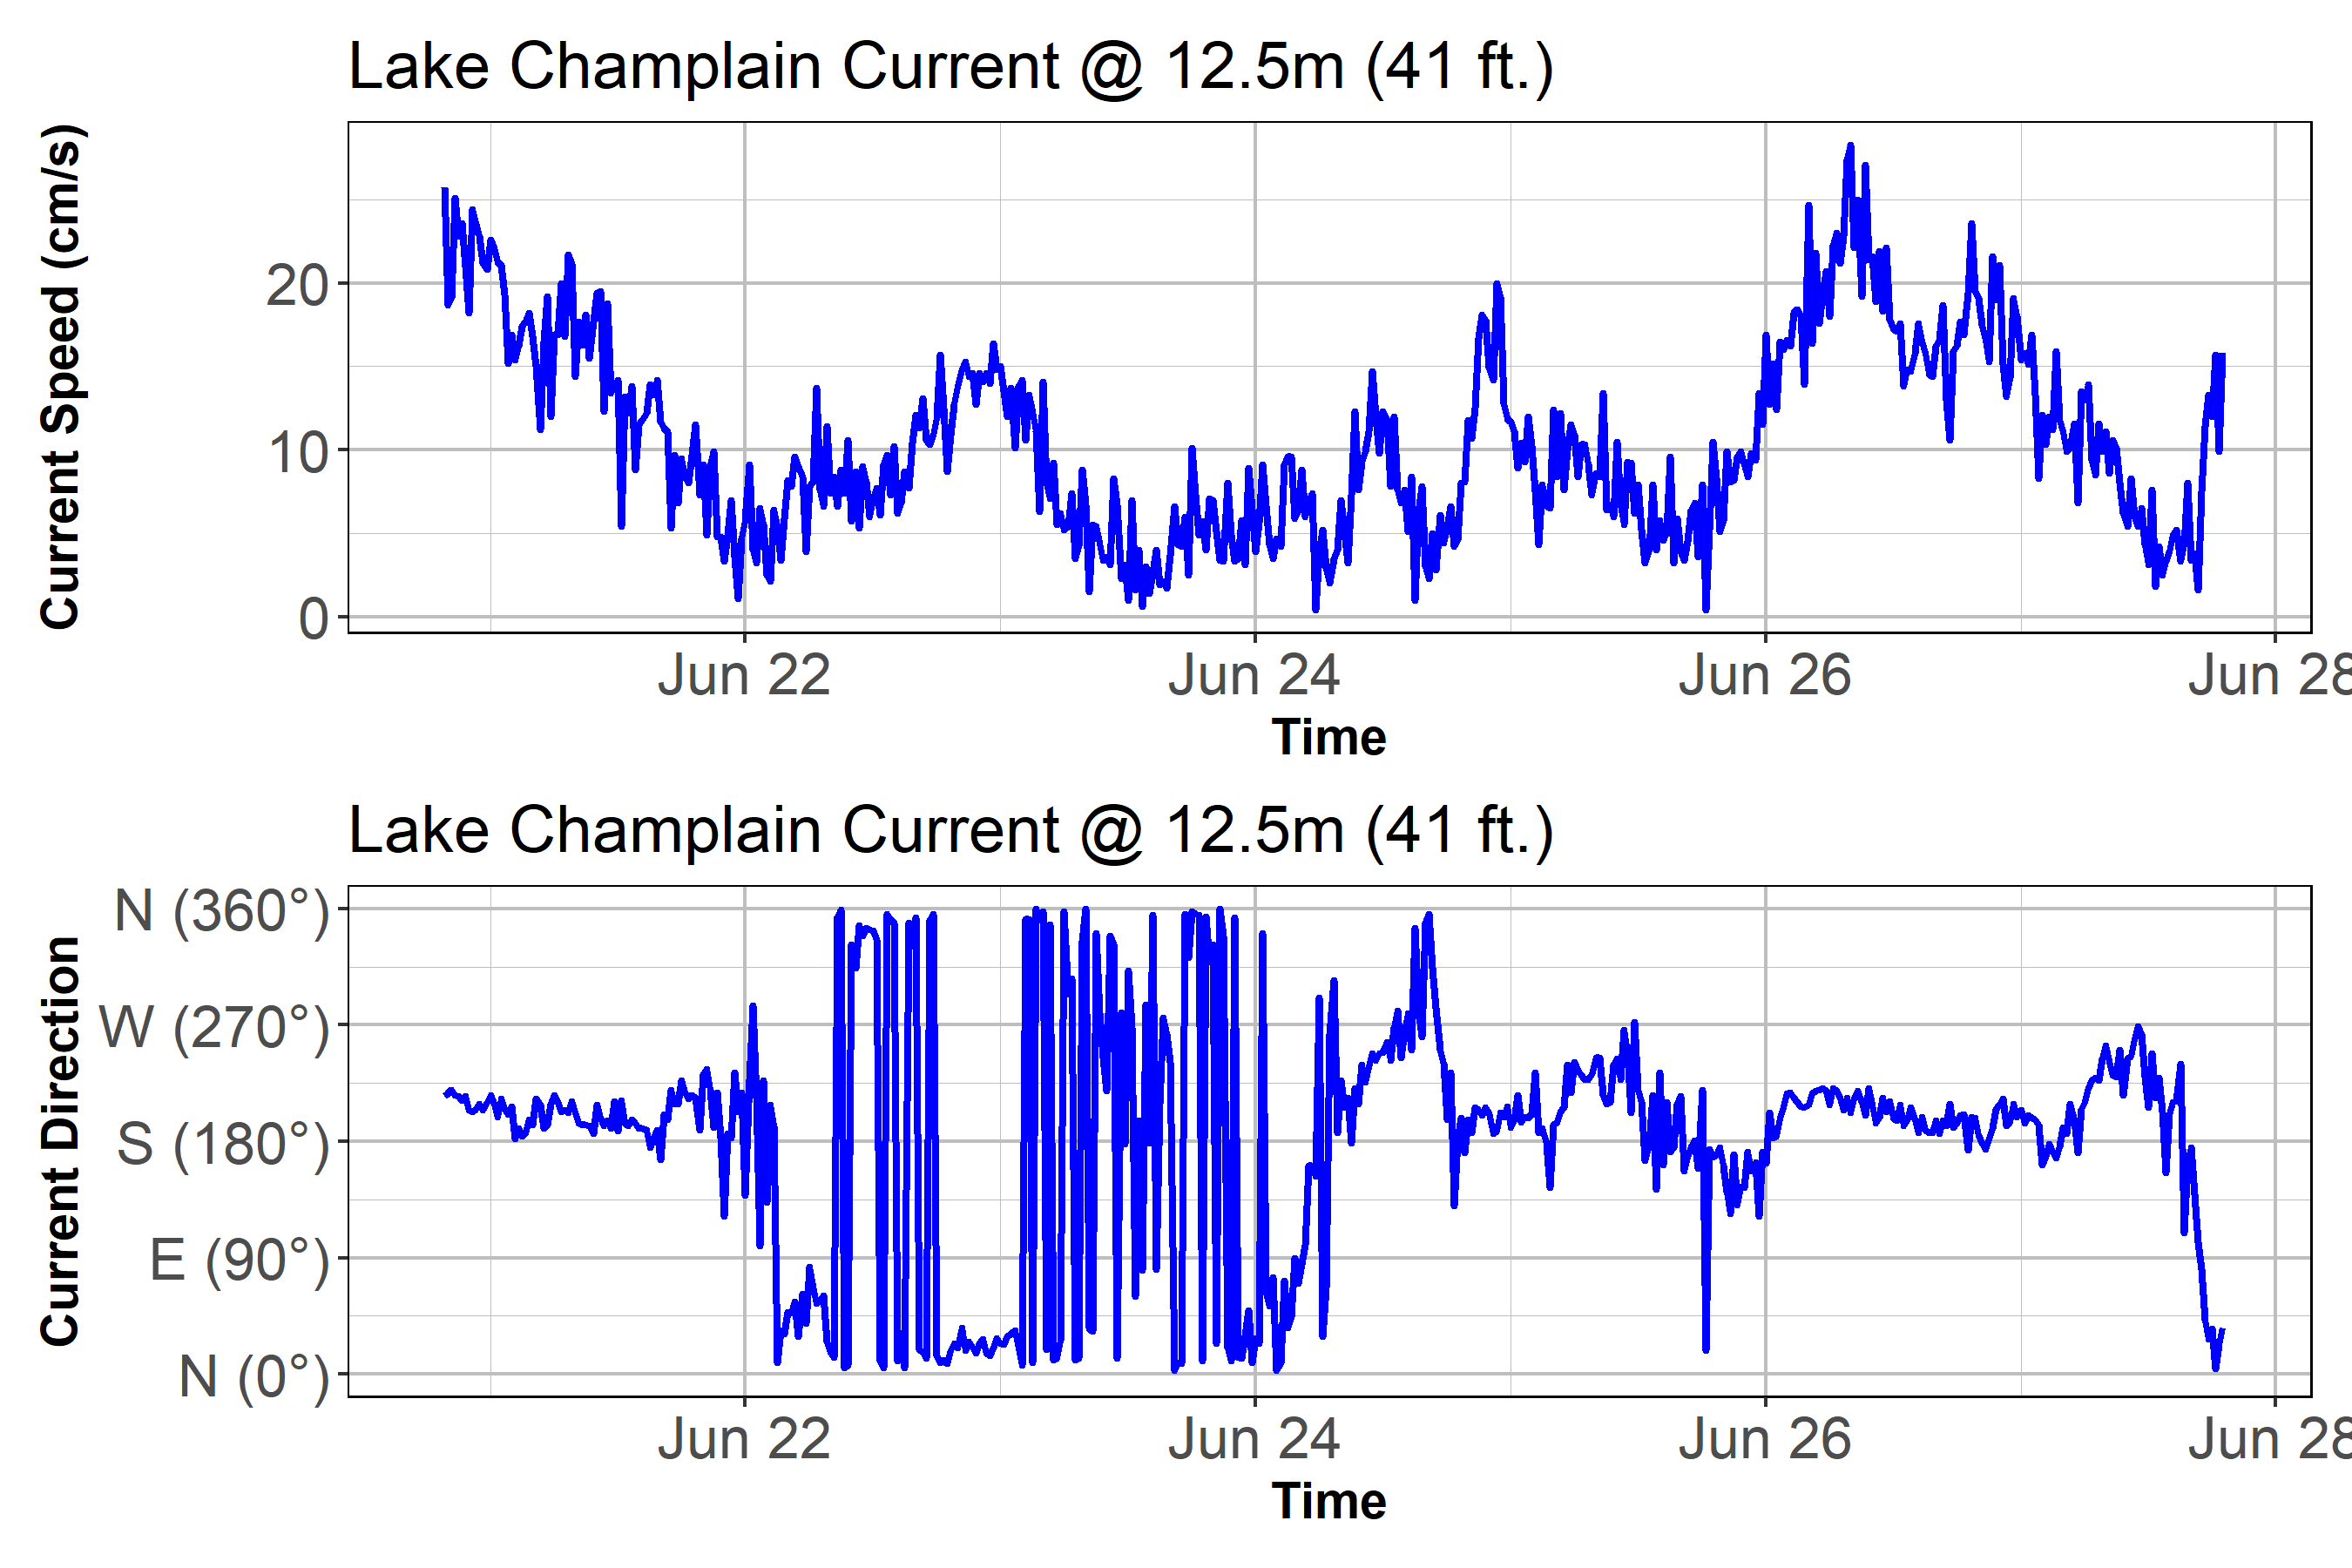 Lake Champlain Current @ 12.5m (41 ft.)
Current Speed (cm/s)
20
10
0
Jun 22 Jun 24 Jun 26 Jun 28
Time
Lake Champlain Current @ 12.5m (41 ft.)
Current Direction
N (360°)
W (270°)
S (180°)
E (90°)
N (0°)
Jun 22 Jun 24 Jun 26 Jun 28
Time